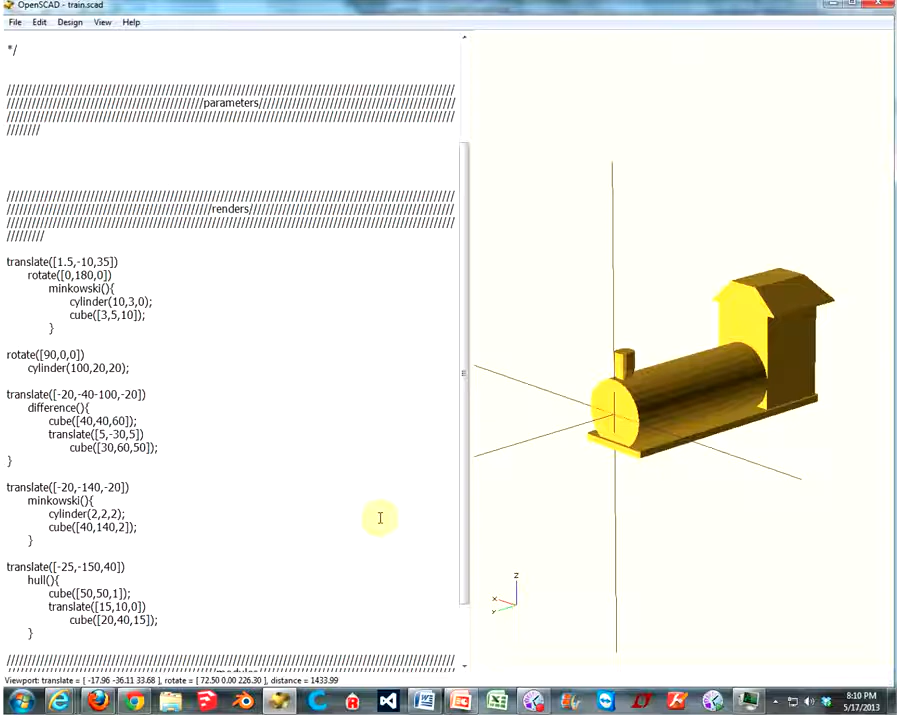 OpenSCAD - train.scad
File Edit Design View Help
*/
////////////////////////////////////////////////////////////////////////////////////////////////////
///////////////////////////////////////////////parameters//////////////////////////////////////////////
////////////////////////////////////////////////////////////////////////////////////////////////////
////////
////////////////////////////////////////////////////////////////////////////////////////////////////
/////////////////////////////////////////////////renders////////////////////////////////////////////////
////////////////////////////////////////////////////////////////////////////////////////////////////
/////////
translate([1.5,-10,35])
rotate([0,180,0])
minkowski(){
cylinder(10,3,0);
cube([3,5,10]);
}
rotate([90,0,0])
cylinder(100,20,20);
translate([-20,-40-100,-20])
difference(){
cube([40,40,60]);
translate([5,-30,5])
cube([30,60,50]);
}
translate([-20,-140,-20])
minkowski(){
cylinder(2,2,2);
cube([40,140,2]);
}
translate([-25,-150,40])
hull(){
cube([50,50,1]);
translate([15,10,0])
cube([20,40,15]);
}
////////////////////////////////////////////////////////////////////////////////////////////////////
Z
X
Y
Viewport: translate = [ -17.96 -36.11 33.68 ], rotate = [ 72.50 0.00 226.30 ], distance = 1433.99
8:10 PM
5/17/2013